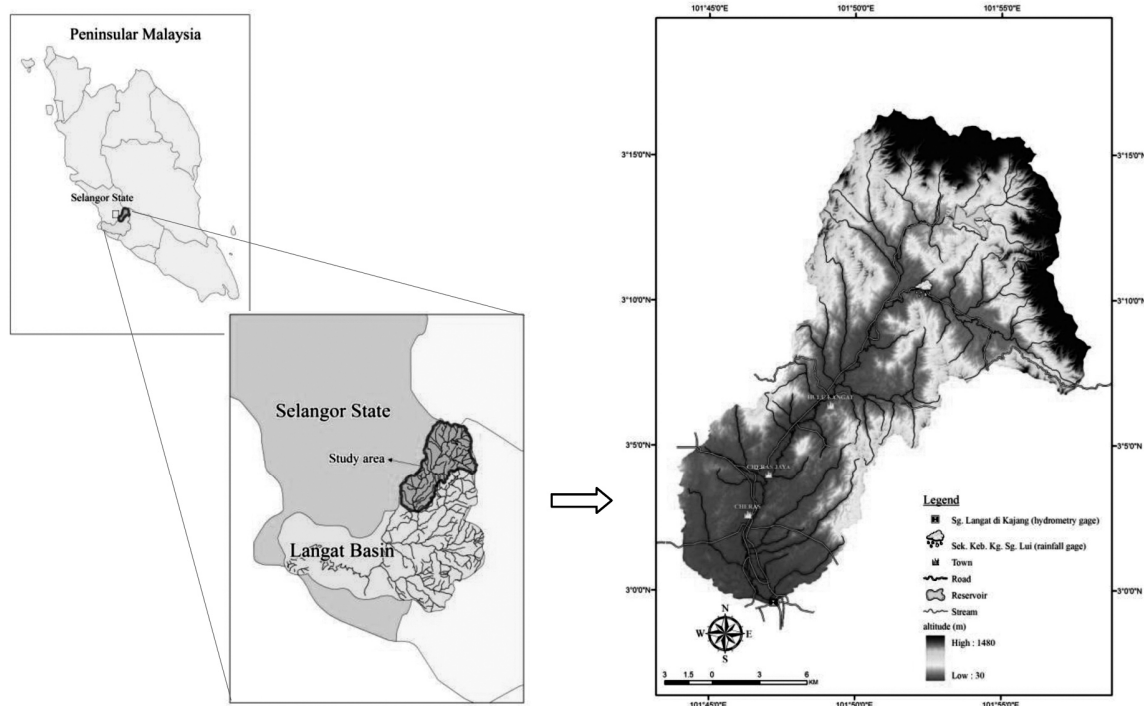 Peninsular Malaysia
Selangor State
Selangor State
Study area
Langat Basin
101°45'0"E
101°50'0"E
101°55'0"E
3°15'0"N
3°15'0"N
3°10'0"N
3°10'0"N
3°5'0"N
3°5'0"N
3°0'0"N
3°0'0"N
CHERAS JAYA
CHERAS
Legend
Sg. Langat di Kajang (hydrometry gage)
Sek. Keb. Kg. Sg. Lui (rainfall gage)
Town
Road
Reservoir
Stream
altitude (m)
High : 1480
Low : 30
N
W
E
S
3 1.5 0 3 6
KM
101°45'0"E
101°50'0"E
101°55'0"E